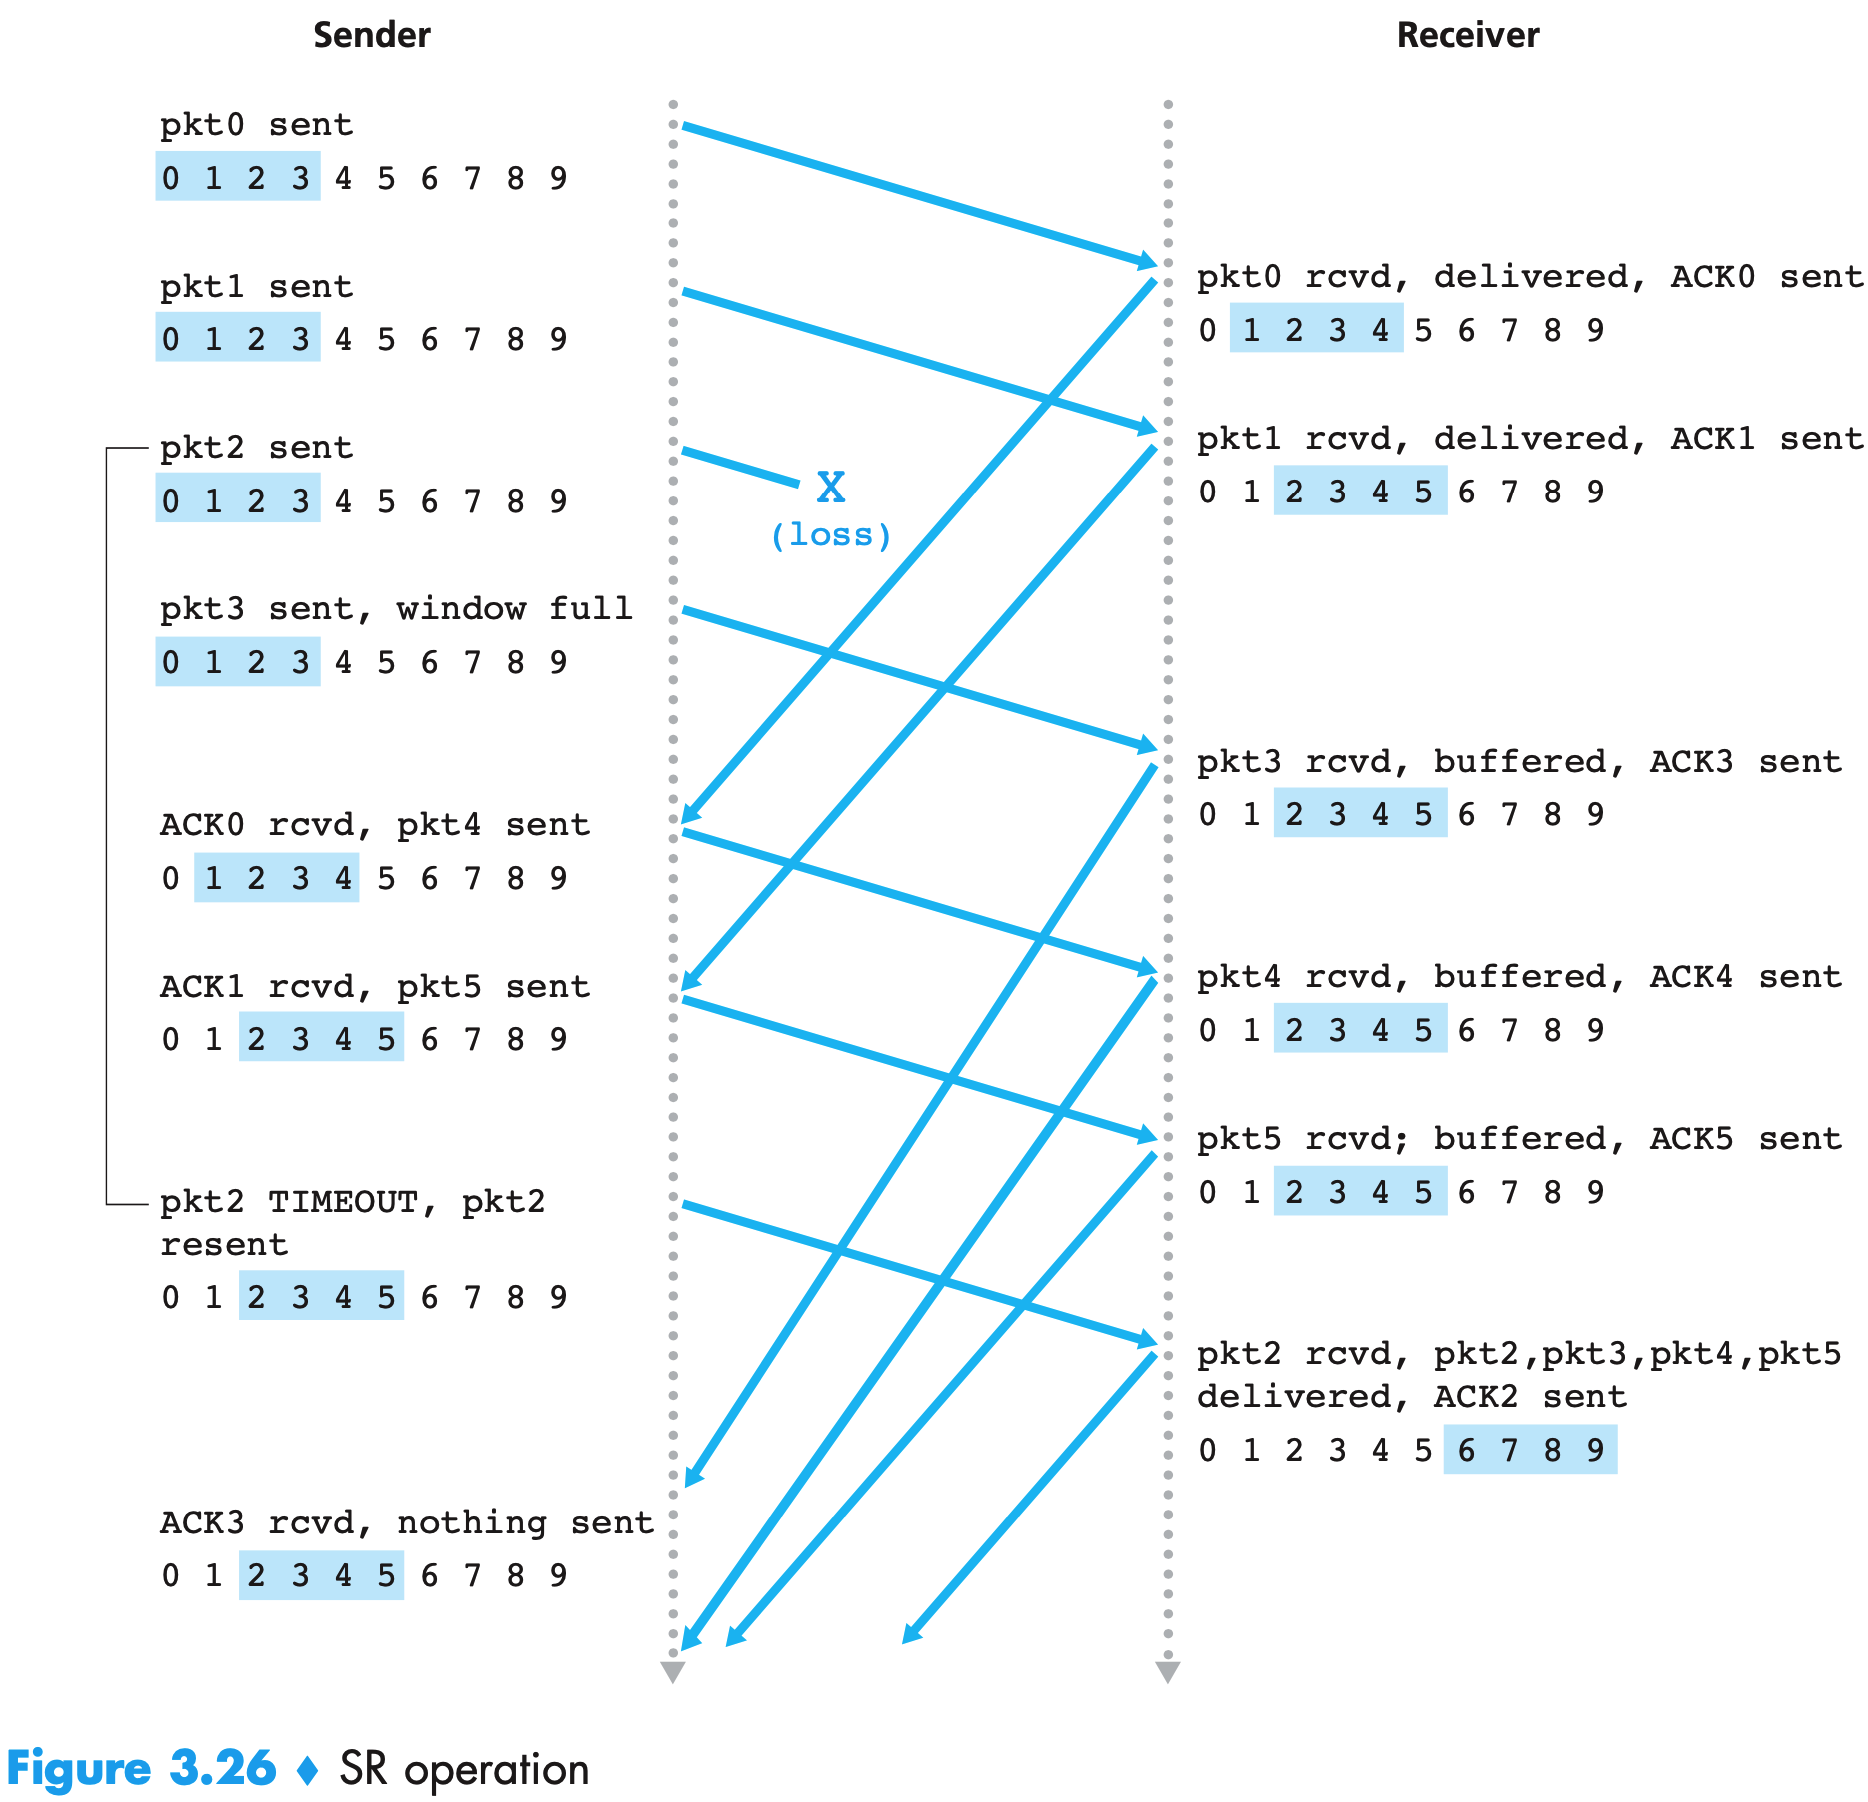 Sender
Receiver
pkt0 sent
0 1 2 3 4 5 6 7 8 9
pkt0 rcvd, delivered, ACK0 sent
0 1 2 3 4 5 6 7 8 9
pkt1 sent
0 1 2 3 4 5 6 7 8 9
pkt1 rcvd, delivered, ACK1 sent
0 1 2 3 4 5 6 7 8 9
pkt2 sent
0 1 2 3 4 5 6 7 8 9
X
(loss)
pkt3 sent, window full
0 1 2 3 4 5 6 7 8 9
pkt3 rcvd, buffered, ACK3 sent
0 1 2 3 4 5 6 7 8 9
ACK0 rcvd, pkt4 sent
0 1 2 3 4 5 6 7 8 9
pkt4 rcvd, buffered, ACK4 sent
0 1 2 3 4 5 6 7 8 9
ACK1 rcvd, pkt5 sent
0 1 2 3 4 5 6 7 8 9
pkt5 rcvd; buffered, ACK5 sent
0 1 2 3 4 5 6 7 8 9
pkt2 TIMEOUT, pkt2
resent
0 1 2 3 4 5 6 7 8 9
pkt2 rcvd, pkt2,pkt3,pkt4,pkt5
delivered, ACK2 sent
0 1 2 3 4 5 6 7 8 9
ACK3 rcvd, nothing sent
0 1 2 3 4 5 6 7 8 9
Figure 3.26 ♦ SR operation